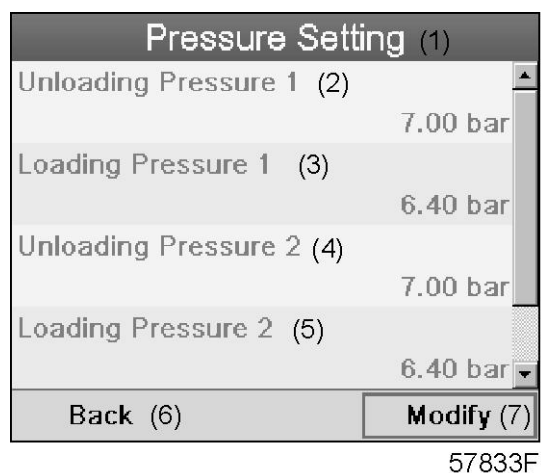 Pressure Setting (1)
Unloading Pressure 1 (2)
7.00 bar
Loading Pressure 1 (3)
6.40 bar
Unloading Pressure 2 (4)
7.00 bar
Loading Pressure 2 (5)
6.40 bar
Back (6) Modify (7)
57833F